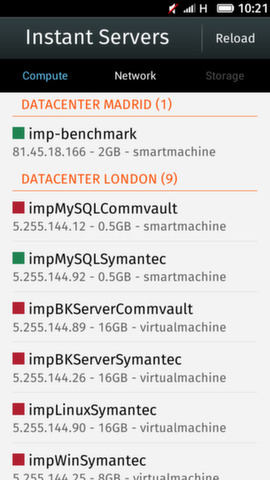 H 10:21
Instant Servers
Reload
Compute Network Storage
DATACENTER MADRID (1)
imp-benchmark
81.45.18.166 - 2GB - smartmachine
DATACENTER LONDON (9)
impMySQLCommvault
5.255.144.12 - 0.5GB - smartmachine
impMySQLSymantec
5.255.144.92 - 0.5GB - smartmachine
impBKServerCommvault
5.255.144.89 - 16GB - virtualmachine
impBKServerSymantec
5.255.144.26 - 16GB - virtualmachine
impLinuxSymantec
5.255.144.90 - 16GB - virtualmachine
impWinSymantec
5.255.144.25 - 8GB - virtualmachine